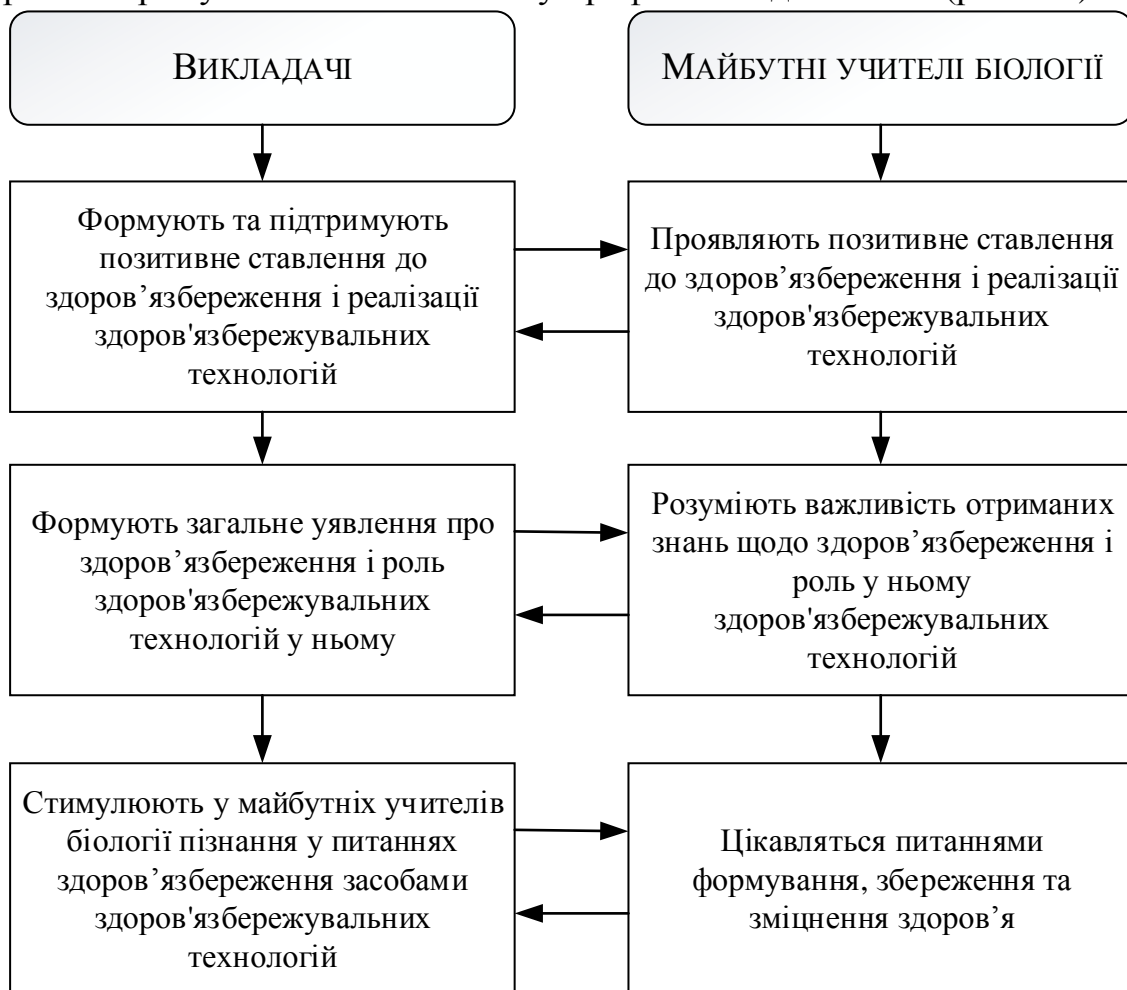 ВИКЛАДАЧІ
МАЙБУТНІ УЧИТЕЛІ БІОЛОГІЇ
Формують та підтримують
позитивне ставлення до
здоров’язбереження і реалізації
здоров'язбережувальних
технологій
Проявляють позитивне ставлення
до здоров’язбереження і реалізації
здоров'язбережувальних
технологій
Формують загальне уявлення про
здоров’язбереження і роль
здоров'язбережувальних
технологій у ньому
Розуміють важливість отриманих
знань щодо здоров’язбереження і
роль у ньому
здоров'язбережувальних
технологій
Стимулюють у майбутніх учителів
біології пізнання у питаннях
здоров’язбереження засобами
здоров'язбережувальних
технологій
Цікавляться питаннями
формування, збереження та
зміцнення здоров’я